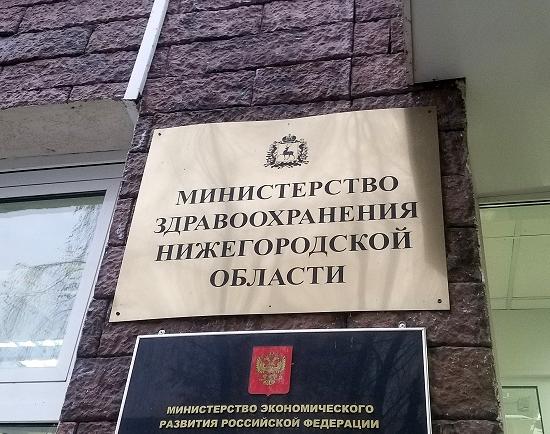 МИНИСТЕРСТВО
ЗДРАВООХРАНЕНИЯ
НИЖЕГОРОДСКОЙ
ОБЛАСТИ
МИНИСТЕРСТВО ЭКОНОМИЧЕСКОГО
РАЗВИТИЯ РОССИЙСКОЙ ФЕДЕРАЦИИ